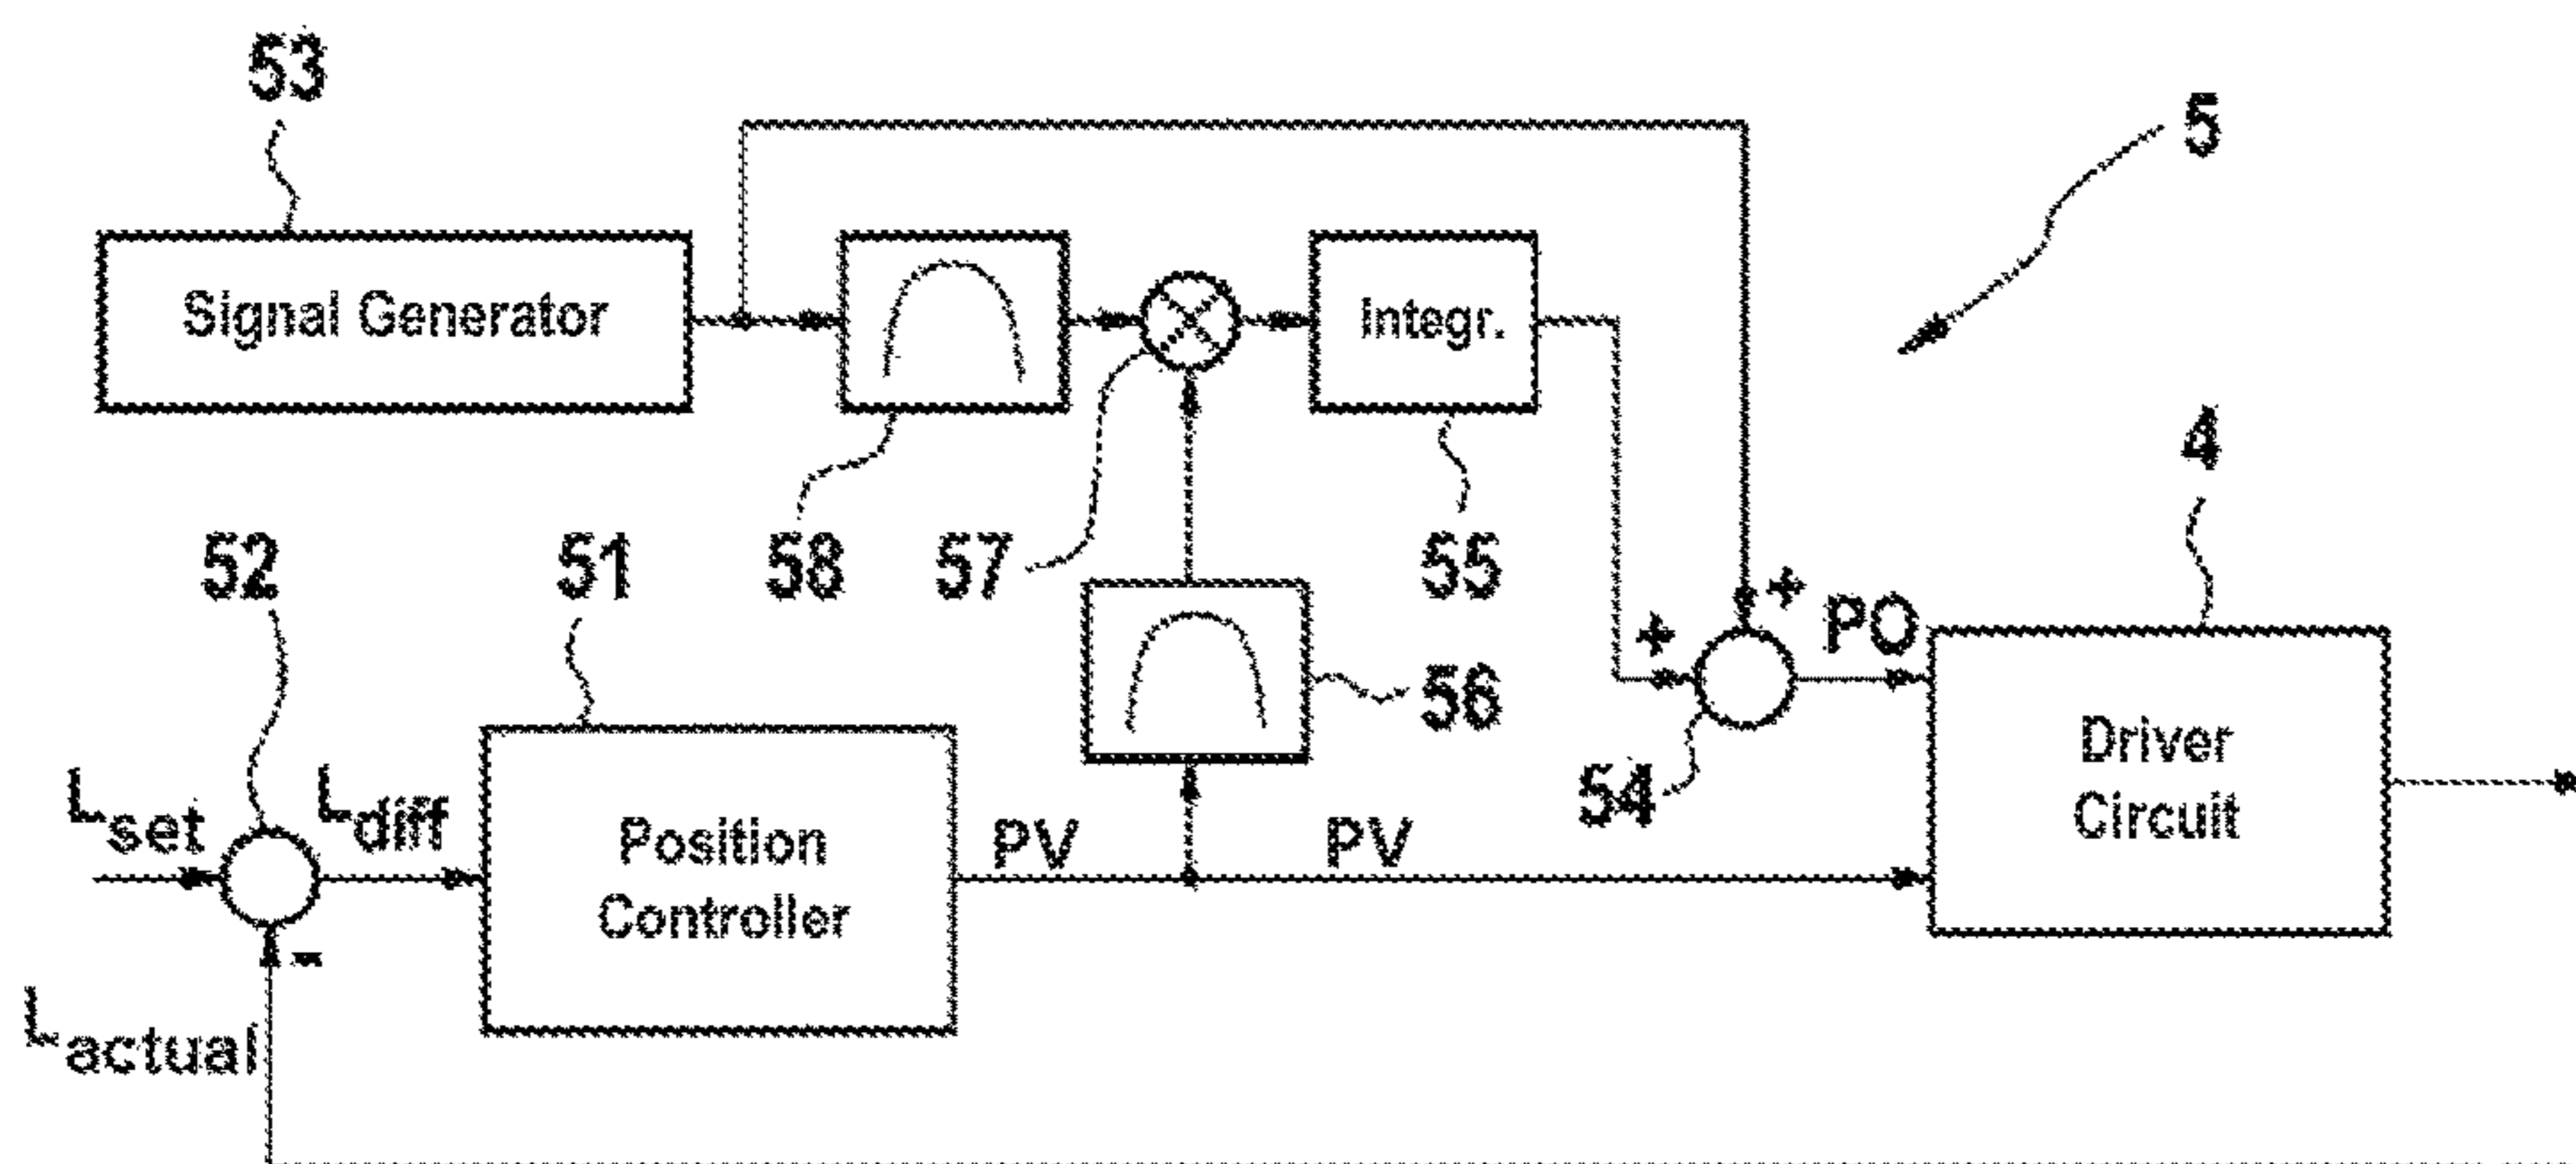 53
5
Signal Generator
Integr.
4
52
51
58
57
55
+
+
PO
56
Driver
Circuit
54
Lset
Ldiff
Position
Controller
PV
PV
-
Lactual